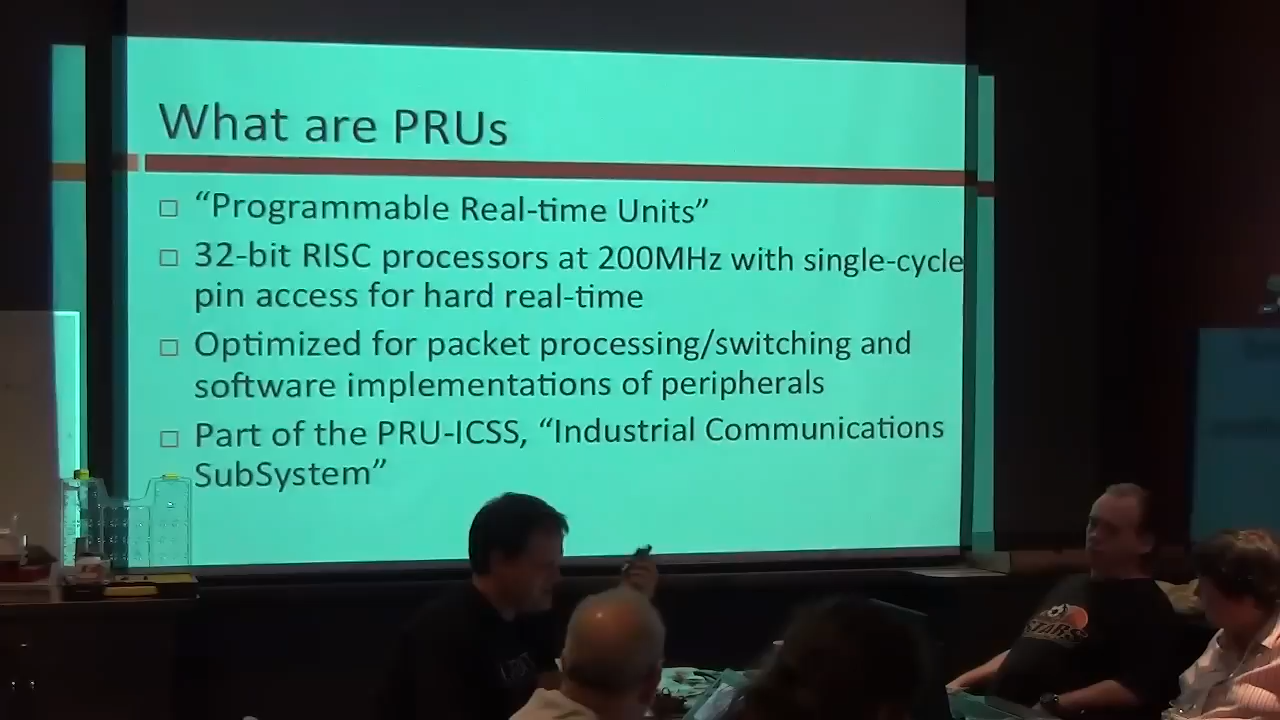 What are PRUs
“Programmable Real-time Units”
32-bit RISC processors at 200MHz with single-cycle
pin access for hard real-time
Optimized for packet processing/switching and
software implementations of peripherals
Part of the PRU-ICSS, “Industrial Communications
SubSystem”
STARS